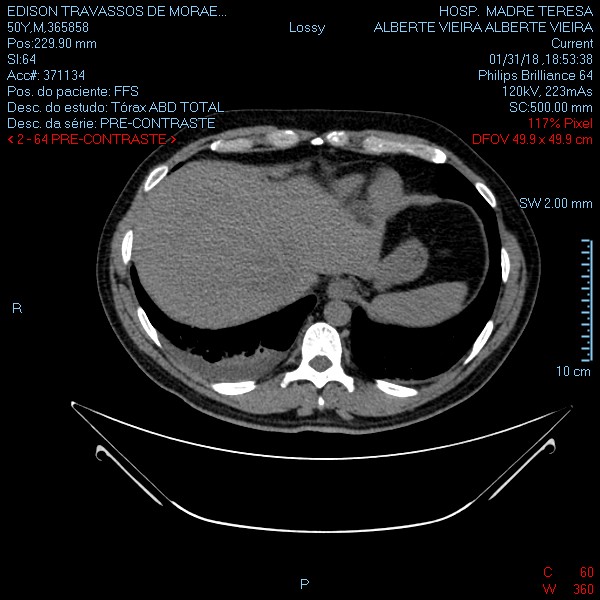 EDISON TRAVASSOS DE MORAE...
50Y,M,365858
Pos:229.90 mm
SI:64
Acc#: 371134
Pos. do paciente: FFS
Desc. do estudo: Tórax ABD TOTAL
Desc. da série: PRE-CONTRASTE
< 2 - 64 PRE-CONTRASTE >
Lossy
HOSP. MADRE TERESA
ALBERTE VIEIRA ALBERTE VIEIRA
Current
01/31/18 ,18:53:38
Philips Brilliance 64
120kV, 223mAs
SC:500.00 mm
117% Pixel
DFOV 49.9 x 49.9 cm
SW 2.00 mm
R
10 cm
P
C 60
W 360